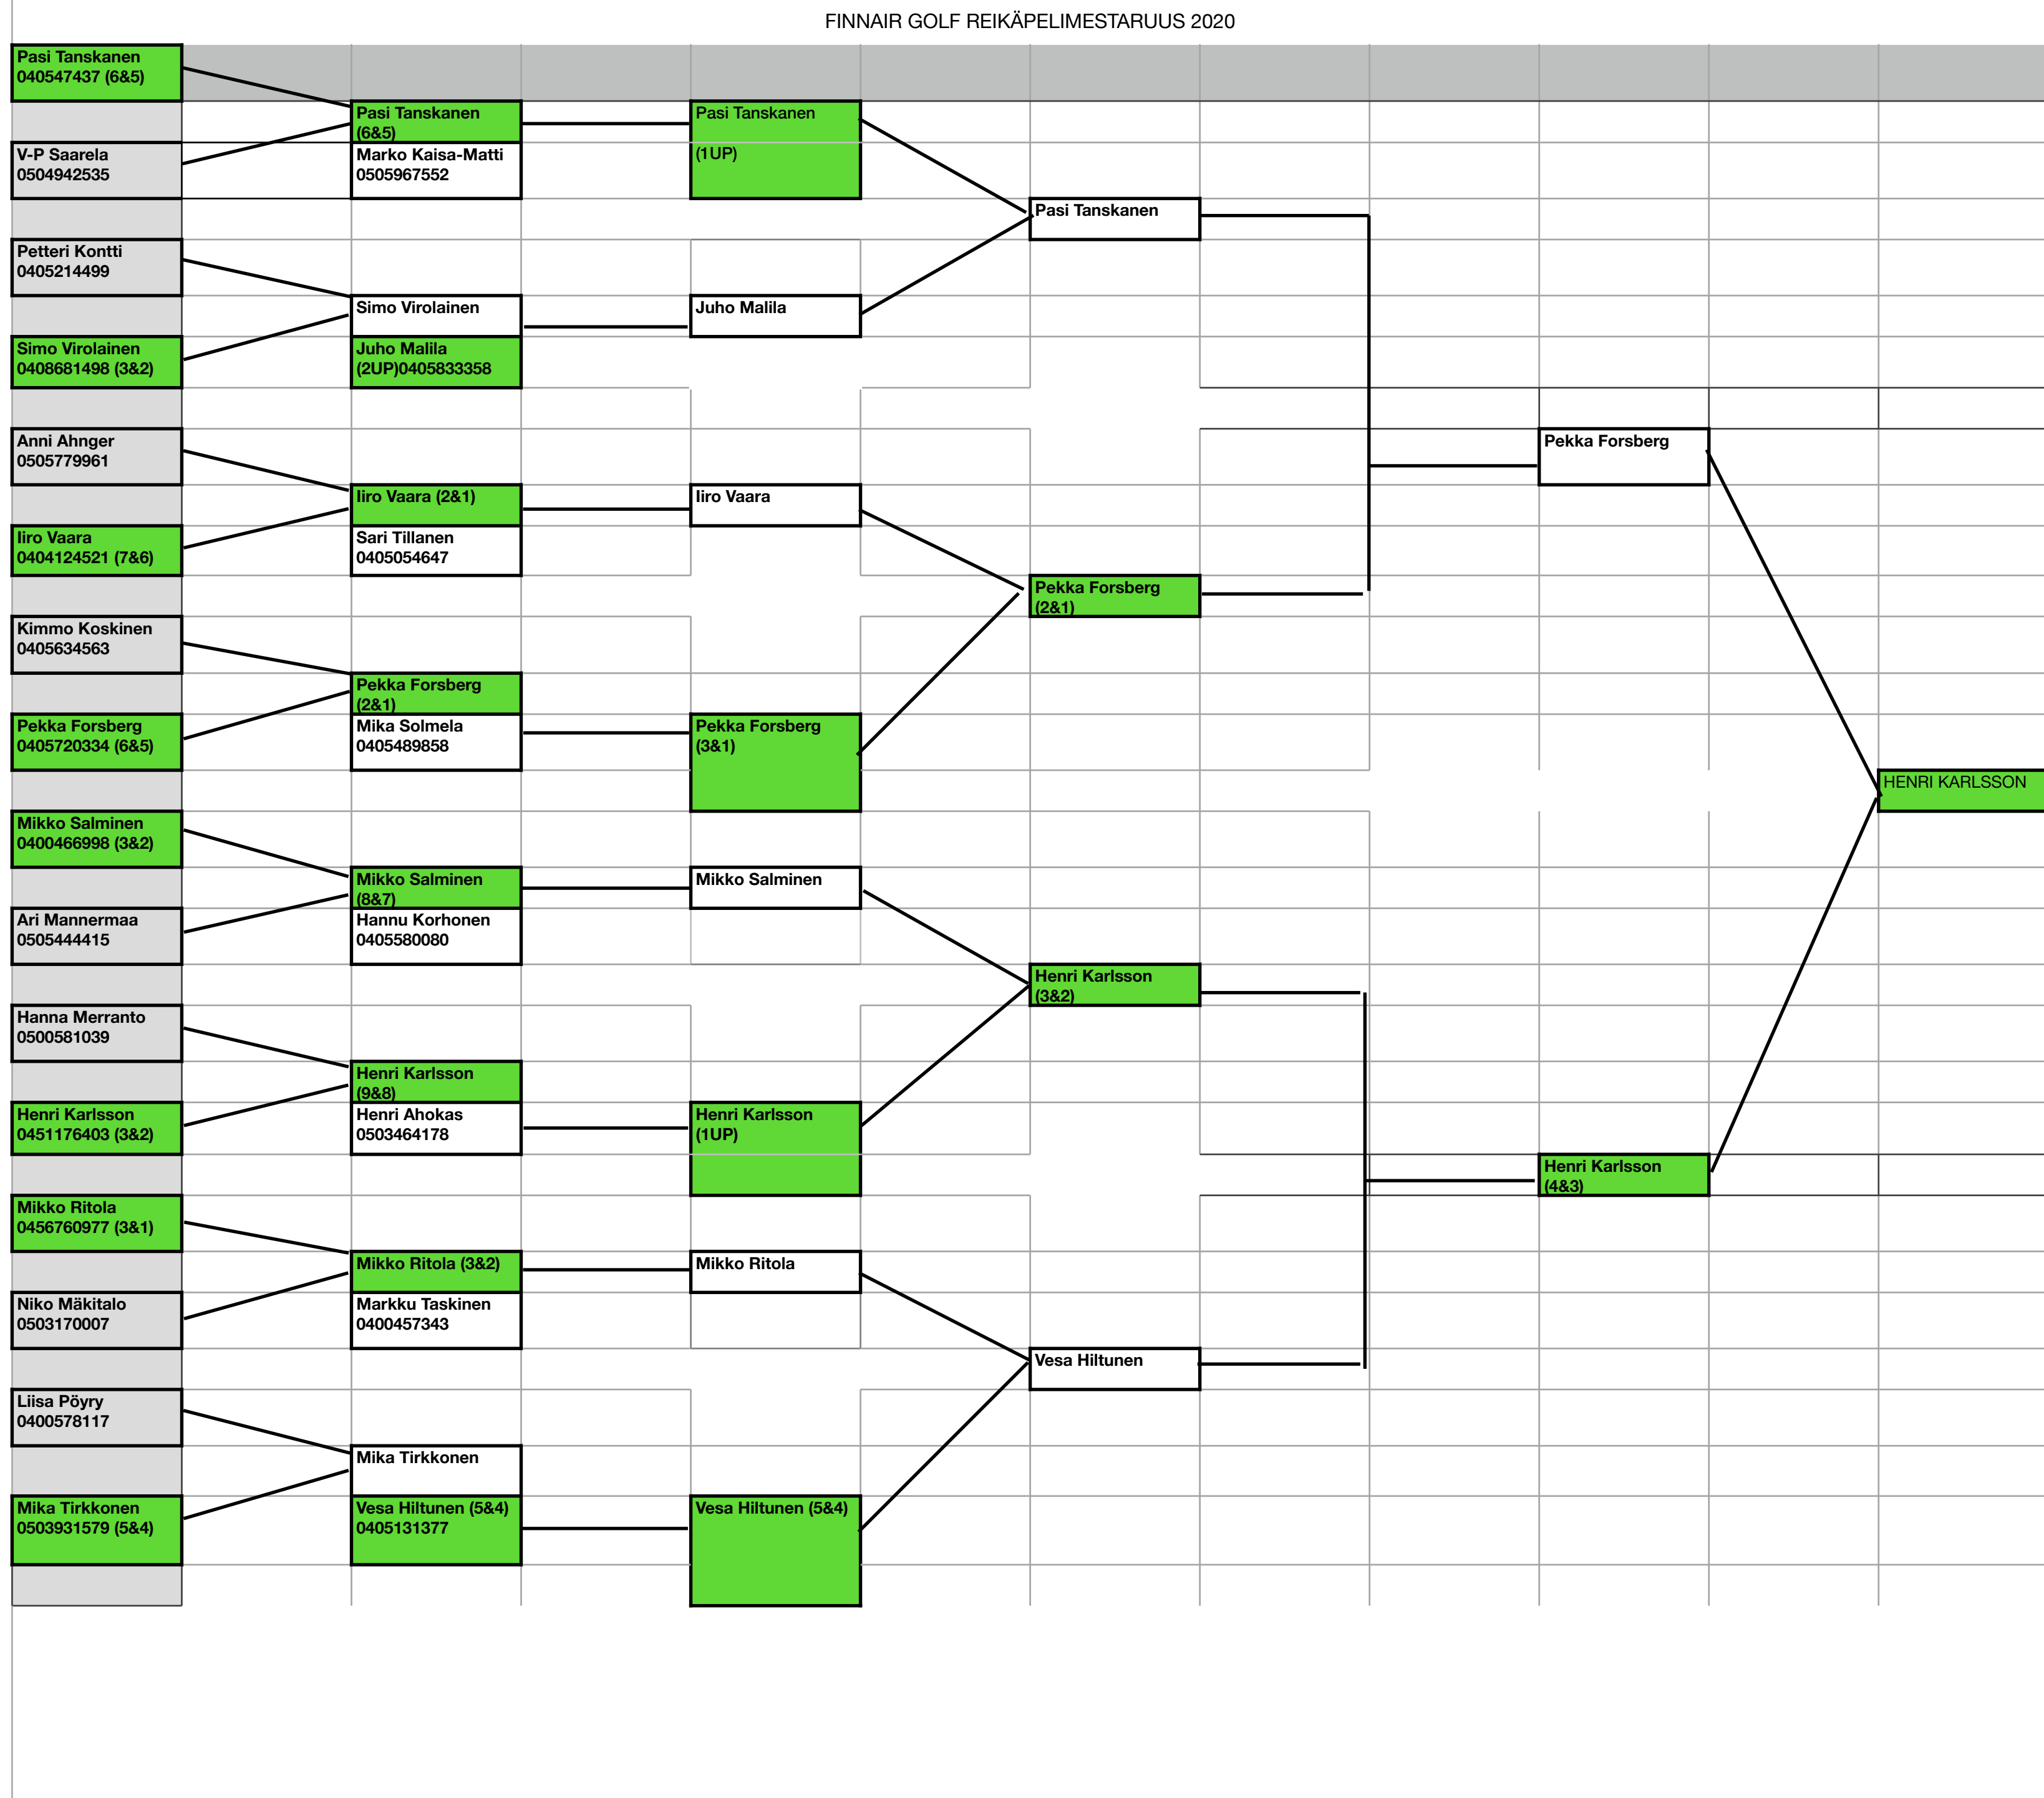 FINNAIR GOLF REIKÄPELIMESTARUUS 2020
Pasi Tanskanen
040547437 (6&5)
V-P Saarela
0504942535
Petteri Kontti
0405214499
Simo Virolainen
0408681498 (3&2)
Anni Ahnger
0505779961
Iiro Vaara
0404124521 (7&6)
Kimmo Koskinen
0405634563
Pekka Forsberg
0405720334 (6&5)
Mikko Salminen
0400466998 (3&2)
Ari Mannermaa
0505444415
Hanna Merranto
0500581039
Henri Karlsson
0451176403 (3&2)
Mikko Ritola
0456760977 (3&1)
Niko Mäkitalo
0503170007
Liisa Pöyry
0400578117
Mika Tirkkonen
0503931579 (5&4)
Pasi Tanskanen
(6&5)
Marko Kaisa-Matti
0505967552
Simo Virolainen
Juho Malila
(2UP)0405833358
Iiro Vaara (2&1)
Sari Tillanen
0405054647
Pekka Forsberg
(2&1)
Mika Solmela
0405489858
Mikko Salminen
(8&7)
Hannu Korhonen
0405580080
Henri Karlsson
(9&8)
Henri Ahokas
0503464178
Mikko Ritola (3&2)
Markku Taskinen
0400457343
Mika Tirkkonen
Vesa Hiltunen (5&4)
0405131377
Pasi Tanskanen
(1UP)
Juho Malila
Iiro Vaara
Pekka Forsberg
(3&1)
Mikko Salminen
Henri Karlsson
(1UP)
Mikko Ritola
Vesa Hiltunen (5&4)
Pasi Tanskanen
Pekka Forsberg
(2&1)
Henri Karlsson
(3&2)
Vesa Hiltunen
Pekka Forsberg
Henri Karlsson
(4&3)
HENRI KARLSSON